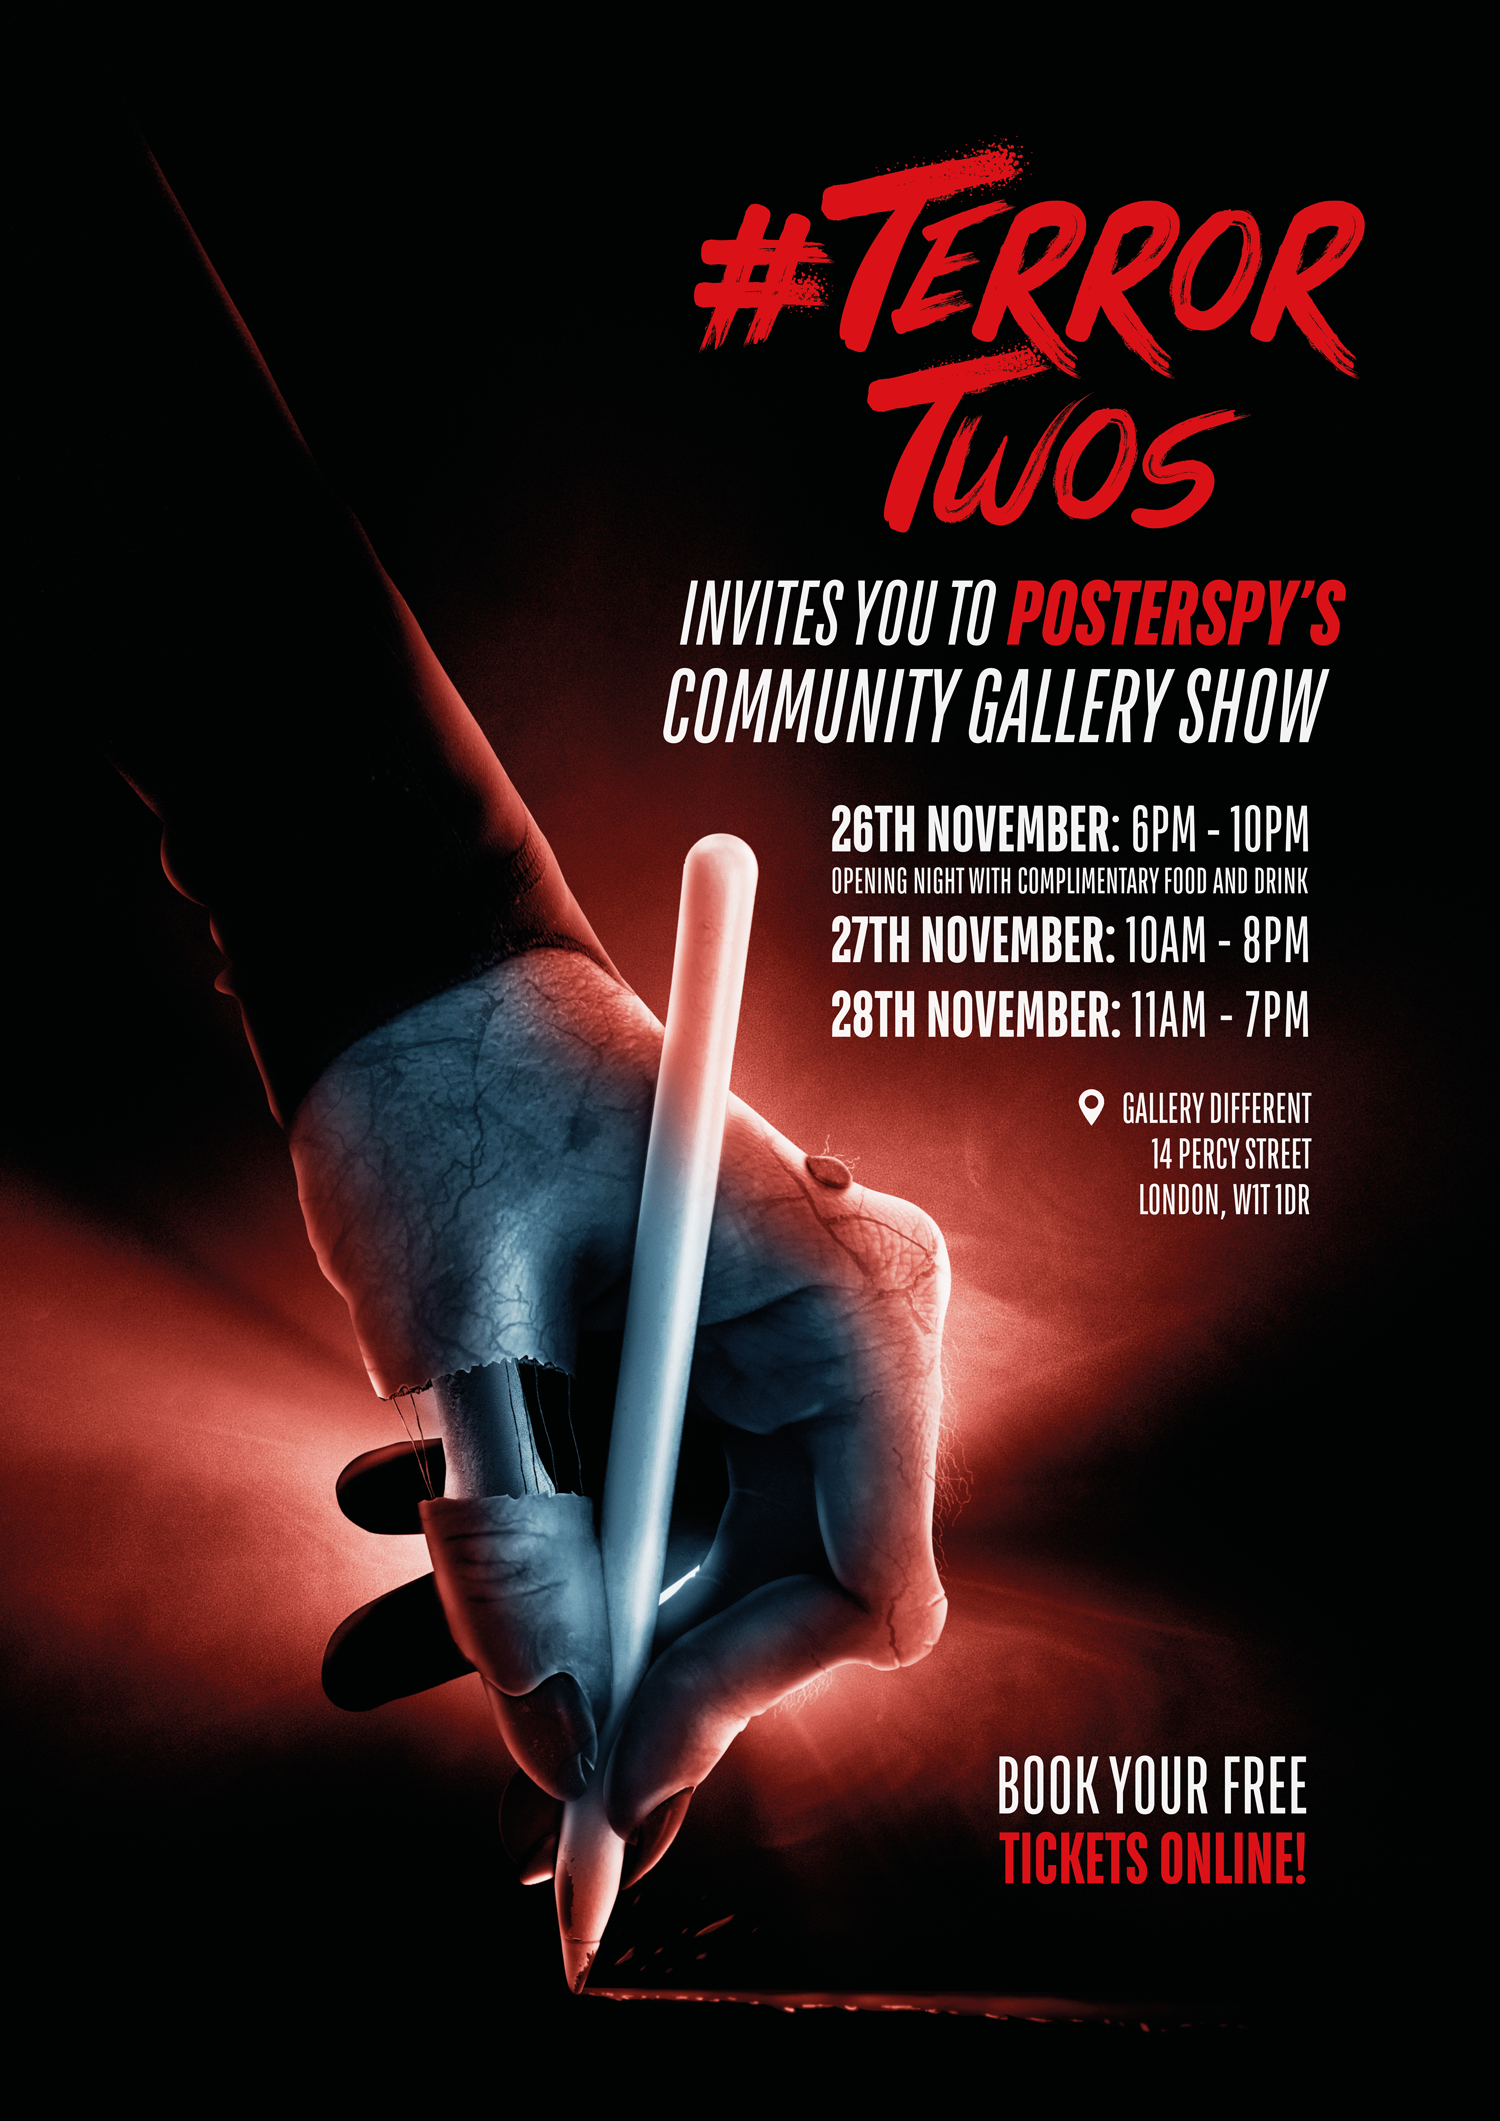 #TERROR
TWOS
INVITES YOU TO POSTERSPY'S
COMMUNITY GALLERY SHOW
26TH NOVEMBER: 6PM - 10PM
OPENING NIGHT WITH COMPLIMENTARY FOOD AND DRINK
27TH NOVEMBER: 10AM - 8PM
28TH NOVEMBER: 11AM - 7PM
GALLERY DIFFERENT
14 PERCY STREET
LONDON, W1T 1DR
BOOK YOUR FREE
TICKETS ONLINE!